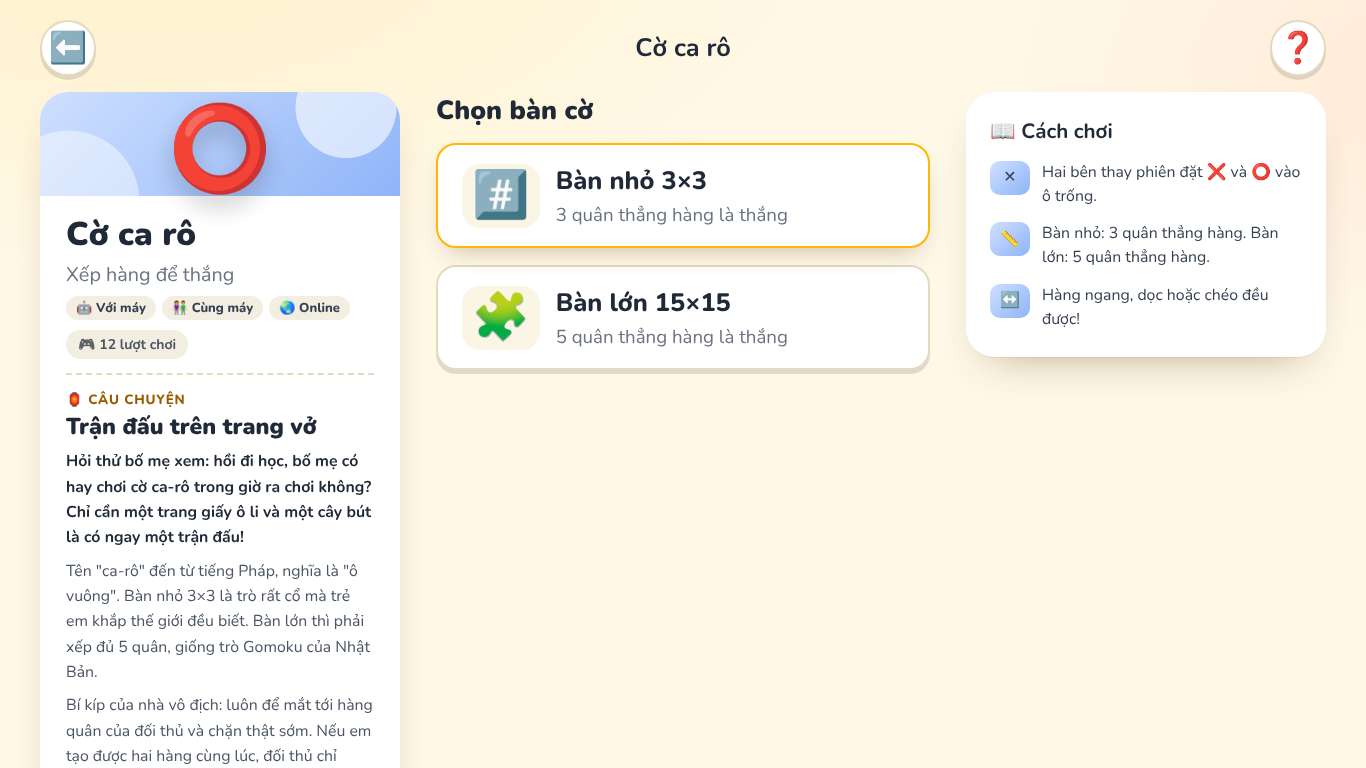 Cờ ca rô
Cờ ca rô
Xếp hàng để thắng
Với máy
Cùng máy
Online
12 lượt chơi
CÂU CHUYỆN
Trận đấu trên trang vở
Hỏi thử bố mẹ xem: hồi đi học, bố mẹ có
hay chơi cờ ca-rô trong giờ ra chơi không?
Chỉ cần một trang giấy ô li và một cây bút
là có ngay một trận đấu!
Tên "ca-rô" đến từ tiếng Pháp, nghĩa là "ô
vuông". Bàn nhỏ 3×3 là trò rất cổ mà trẻ
em khắp thế giới đều biết. Bàn lớn thì phải
xếp đủ 5 quân, giống trò Gomoku của Nhật
Bản.
Bí kíp của nhà vô địch: luôn để mắt tới hàng
quân của đối thủ và chặn thật sớm. Nếu em
tạo được hai hàng cùng lúc, đối thủ chỉ
Chọn bàn cờ
Bàn nhỏ 3×3
3 quân thẳng hàng là thắng
Bàn lớn 15×15
5 quân thẳng hàng là thắng
Cách chơi
Hai bên thay phiên đặt ❌ và ⭕ vào
ô trống.
Bàn nhỏ: 3 quân thẳng hàng. Bàn
lớn: 5 quân thẳng hàng.
Hàng ngang, dọc hoặc chéo đều
được!